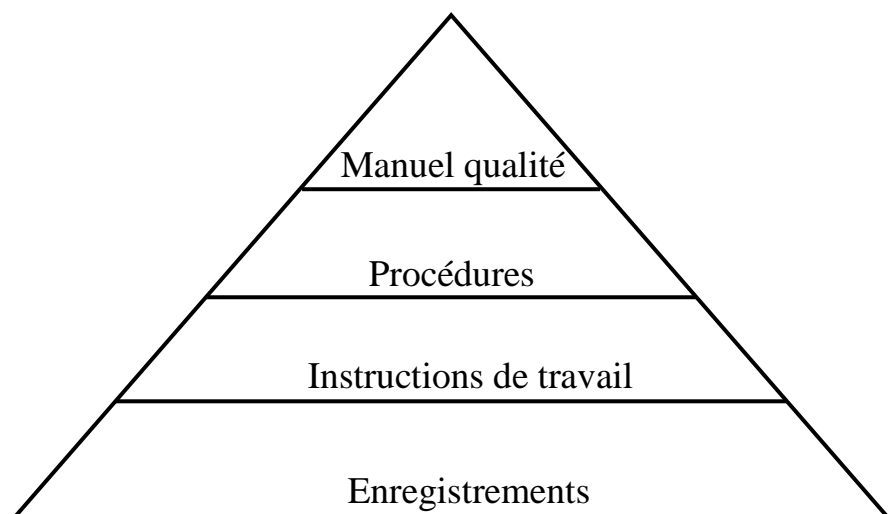 Manuel qualité
Procédures
Instructions de travail
Enregistrements